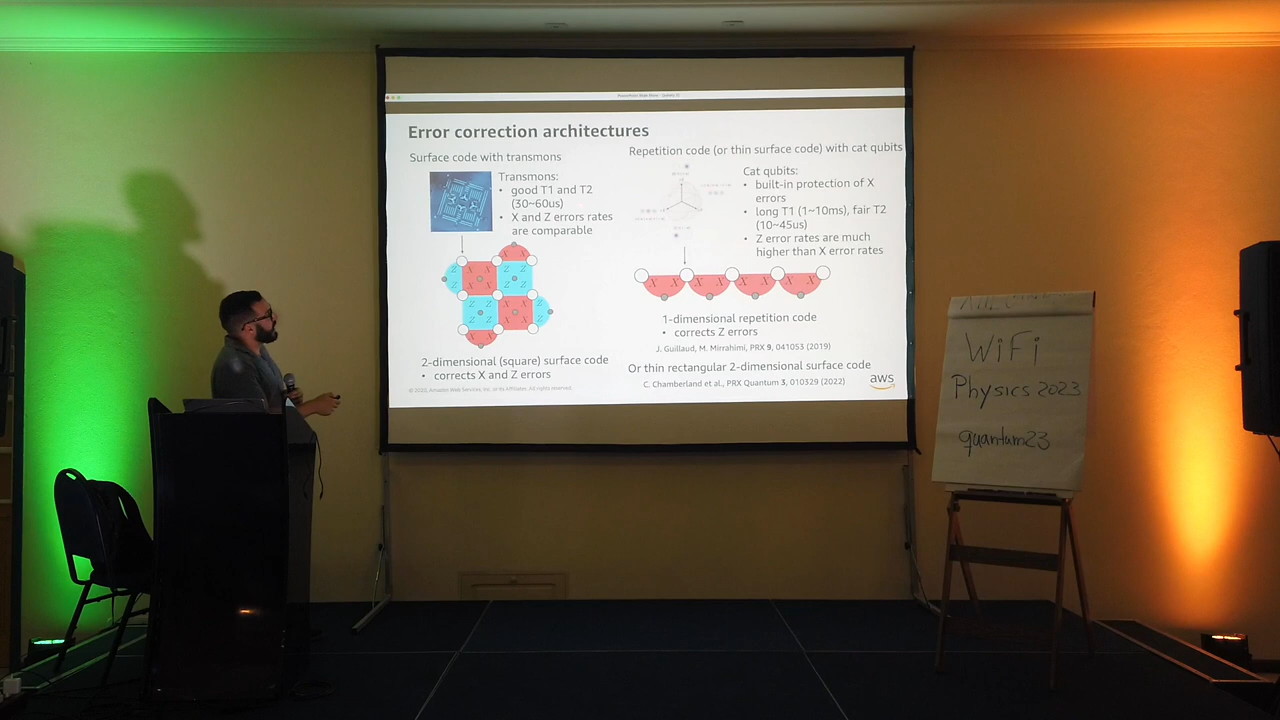 Error correction architectures
Surface code with transmons
Transmons:
• good T1 and T2
(30~60us)
• X and Z errors rates
are comparable
2-dimensional (square) surface code
• corrects X and Z errors
Repetition code (or thin surface code) with cat qubits
Cat qubits:
• built-in protection of X
errors
• long T1 (1~10ms), fair T2
(10~45us)
• Z error rates are much
higher than X error rates
X X X X X X X X
1-dimensional repetition code
• corrects Z errors
J. Guillaud, M. Mirrahimi, PRX 9, 041053 (2019)
Or thin rectangular 2-dimensional surface code
C. Chamberland et al., PRX Quantum 3, 010329 (2022)
© 2023, Amazon Web Services, Inc. or its Affiliates. All rights reserved.
aws
WiFi
Physics 2023
quantum23